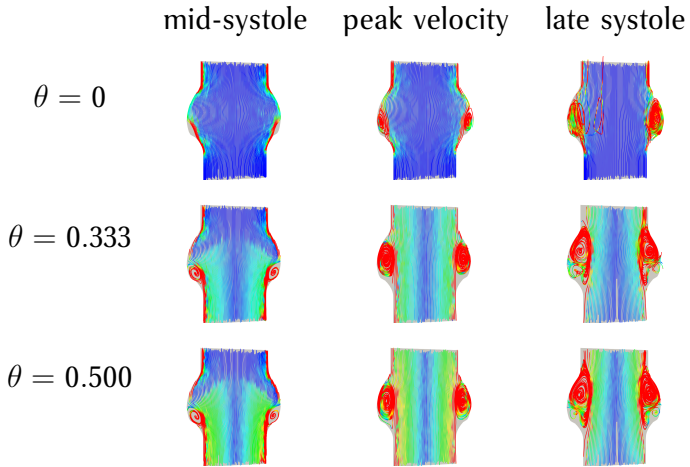 mid-systole peak velocity late systole
θ = 0
θ = 0.333
θ = 0.500